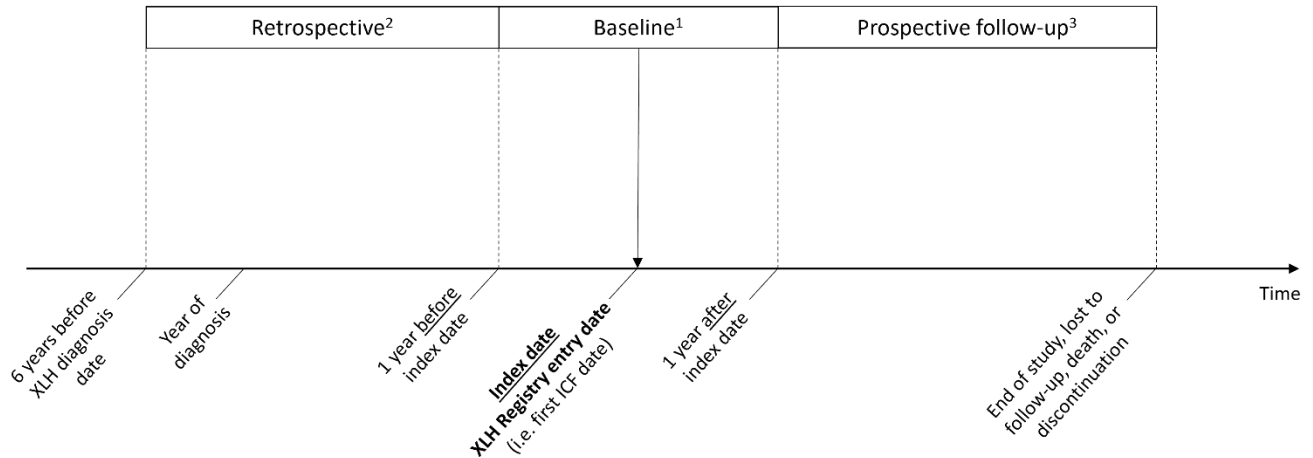 Retrospective²
Baseline¹
Prospective follow-up³
Time
6 years before
XLH diagnosis
date
Year of
diagnosis
1 year before
index date
Index date
XLH Registry entry date
(i.e. first ICF date)
1 year after
index date
End of study, lost to
follow-up, death, or
discontinuation